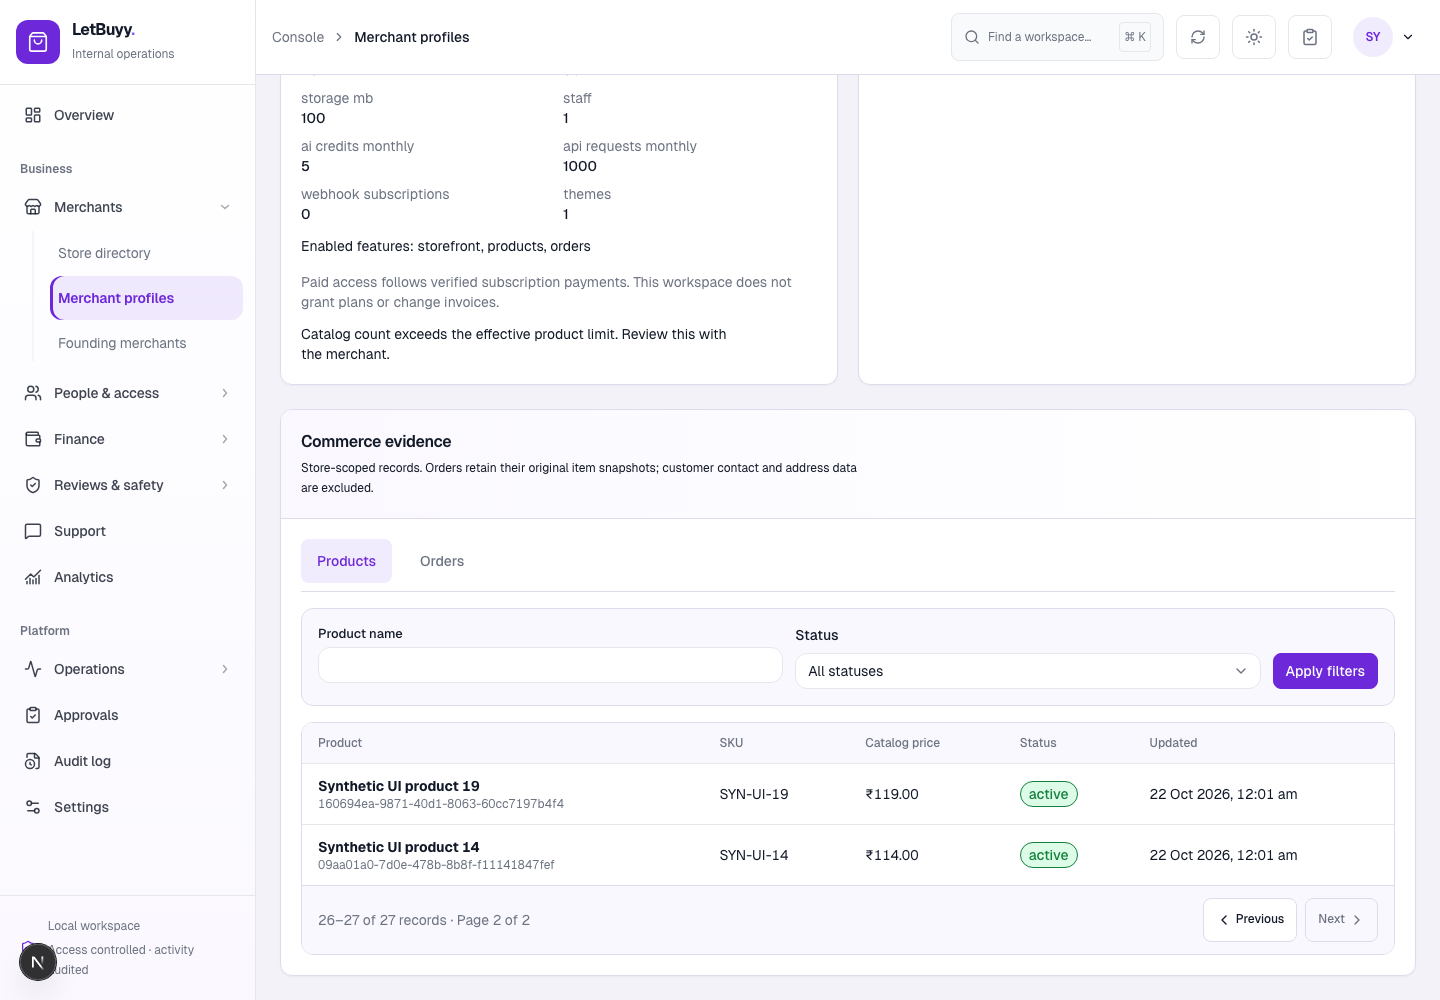 LetBuyy.
Internal operations
Console > Merchant profiles
Find a workspace...
⌘ K
SY
Overview
Business
Merchants
Store directory
Merchant profiles
Founding merchants
People & access
Finance
Reviews & safety
Support
Analytics
Platform
Operations
Approvals
Audit log
Settings
Local workspace
Access controlled · activity
N
storage mb
100
staff
1
ai credits monthly
5
api requests monthly
1000
webhook subscriptions
0
themes
1
Enabled features: storefront, products, orders
Paid access follows verified subscription payments. This workspace does not
grant plans or change invoices.
Catalog count exceeds the effective product limit. Review this with
the merchant.
Commerce evidence
Store-scoped records. Orders retain their original item snapshots; customer contact and address data
are excluded.
Products
Orders
Product name
Status
All statuses
Apply filters
Product SKU Catalog price Status Updated
Synthetic UI product 19
160694ea-9871-40d1-8063-60cc7197b4f4
SYN-UI-19 ₹119.00 active 22 Oct 2026, 12:01 am
Synthetic UI product 14
09aa01a0-7d0e-478b-8b8f-f11141847fef
SYN-UI-14 ₹114.00 active 22 Oct 2026, 12:01 am
26–27 of 27 records · Page 2 of 2
Previous
Next